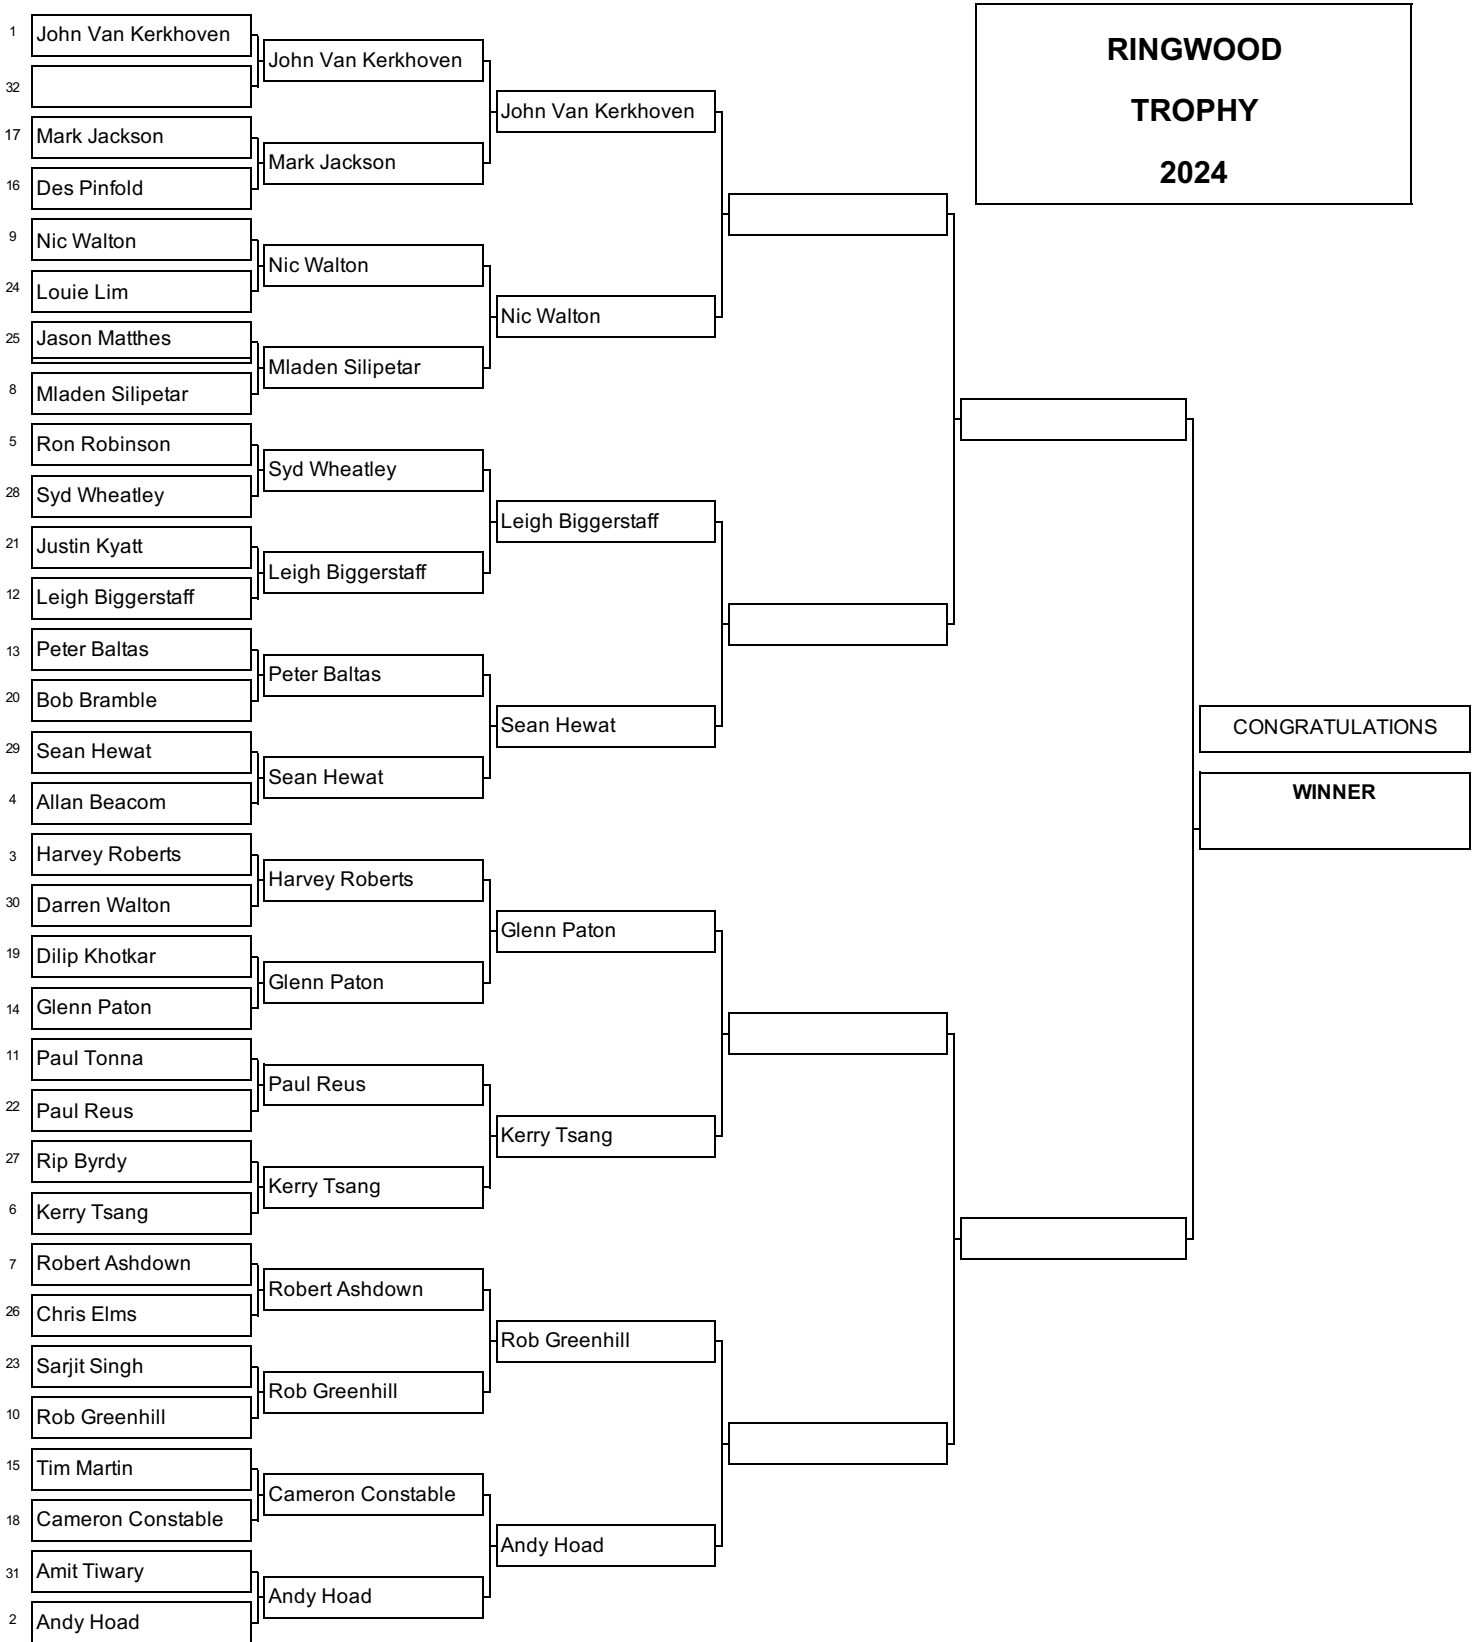 RINGWOOD
TROPHY
2024
1 John Van Kerkhoven
32
17 Mark Jackson
16 Des Pinfold
9 Nic Walton
24 Louie Lim
25 Jason Matthes
8 Mladen Silipetar
5 Ron Robinson
28 Syd Wheatley
21 Justin Kyatt
12 Leigh Biggerstaff
13 Peter Baltas
20 Bob Bramble
29 Sean Hewat
4 Allan Beacom
3 Harvey Roberts
30 Darren Walton
19 Dilip Khotkar
14 Glenn Paton
11 Paul Tonna
22 Paul Reus
27 Rip Byrdy
6 Kerry Tsang
7 Robert Ashdown
26 Chris Elms
23 Sarjit Singh
10 Rob Greenhill
15 Tim Martin
18 Cameron Constable
31 Amit Tiwary
2 Andy Hoad
John Van Kerkhoven
Mark Jackson
Nic Walton
Mladen Silipetar
Syd Wheatley
Leigh Biggerstaff
Peter Baltas
Sean Hewat
Harvey Roberts
Glenn Paton
Paul Reus
Kerry Tsang
Robert Ashdown
Rob Greenhill
Cameron Constable
Andy Hoad
John Van Kerkhoven
Nic Walton
Leigh Biggerstaff
Sean Hewat
Glenn Paton
Kerry Tsang
Rob Greenhill
Andy Hoad
CONGRATULATIONS
WINNER